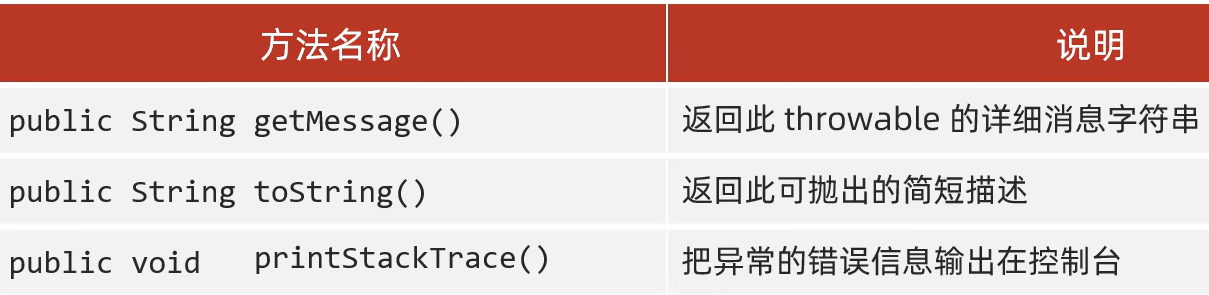 方法名称 说明
public String getMessage() 返回此 throwable 的详细消息字符串
public String toString() 返回此可抛出的简短描述
public void printStackTrace() 把异常的错误信息输出在控制台